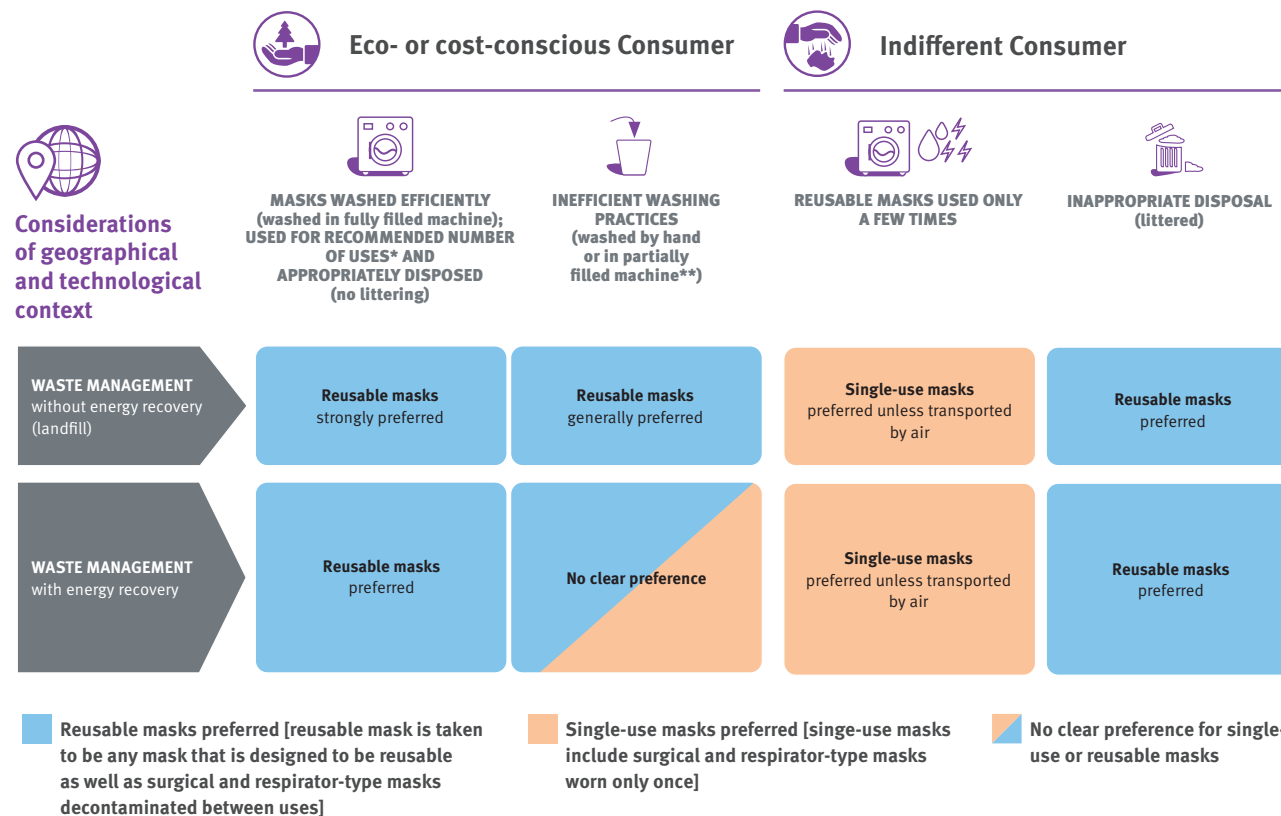 Eco- or cost-conscious Consumer
Indifferent Consumer
Considerations
of geographical
and technological
context
MASKS WASHED EFFICIENTLY
(washed in fully filled machine);
USED FOR RECOMMENDED NUMBER
OF USES* AND
APPROPRIATELY DISPOSED
(no littering)
INEFFICIENT WASHING
PRACTICES
(washed by hand
or in partially
filled machine**)
REUSABLE MASKS USED ONLY
A FEW TIMES
INAPPROPRIATE DISPOSAL
(littered)
WASTE MANAGEMENT
without energy recovery
(landfill)
Reusable masks
strongly preferred
Reusable masks
generally preferred
Single-use masks
preferred unless transported
by air
Reusable masks
preferred
WASTE MANAGEMENT
with energy recovery
Reusable masks
preferred
No clear preference
Single-use masks
preferred unless transported
by air
Reusable masks
preferred
Reusable masks preferred [reusable mask is taken
to be any mask that is designed to be reusable
as well as surgical and respirator-type masks
decontaminated between uses]
Single-use masks preferred [singe-use masks
include surgical and respirator-type masks
worn only once]
No clear preference for single-
use or reusable masks